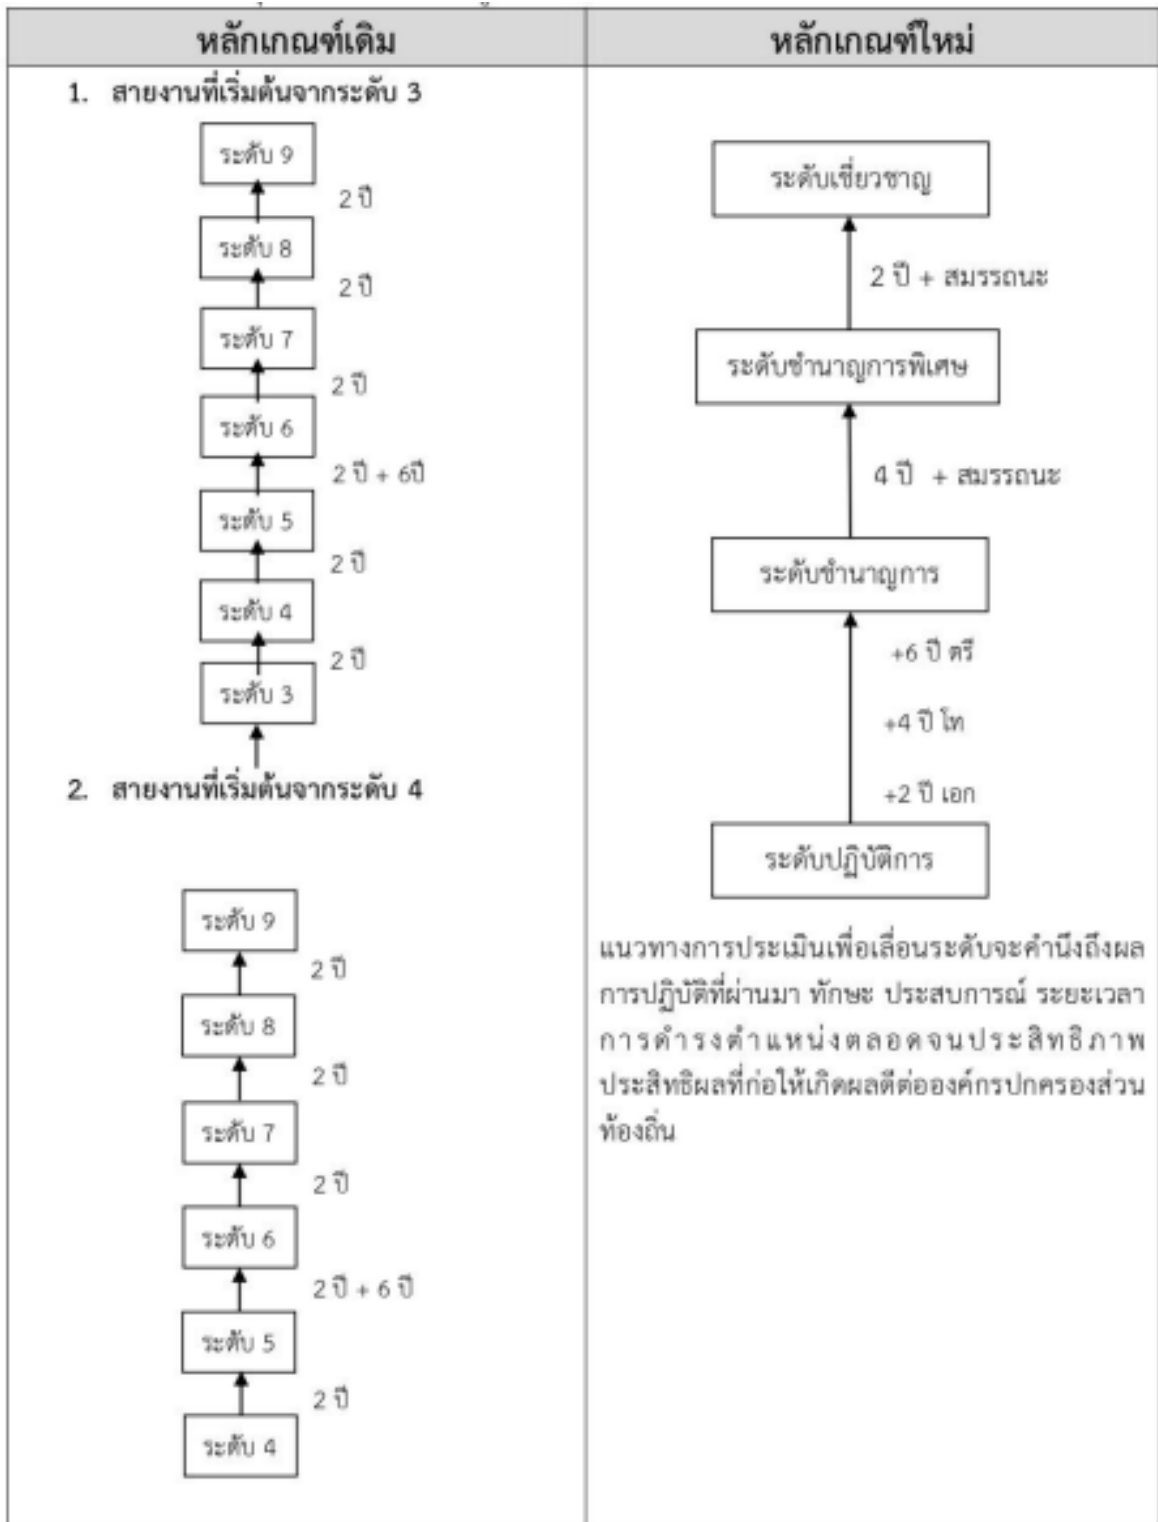 หลักเกณฑ์เดิม
1. สายงานที่เริ่มต้นจากระดับ 3
ระดับ 9
2 ปี
ระดับ 8
2 ปี
ระดับ 7
2 ปี
ระดับ 6
2 ปี + 6ปี
ระดับ 5
2 ปี
ระดับ 4
2 ปี
ระดับ 3
2. สายงานที่เริ่มต้นจากระดับ 4
ระดับ 9
2 ปี
ระดับ 8
2 ปี
ระดับ 7
2 ปี
ระดับ 6
2 ปี + 6 ปี
ระดับ 5
2 ปี
ระดับ 4
หลักเกณฑ์ใหม่
ระดับเชี่ยวชาญ
2 ปี + สมรรถนะ
ระดับชำนาญการพิเศษ
4 ปี + สมรรถนะ
ระดับชำนาญการ
+6 ปี ตรี
+4 ปี โท
+2 ปี เอก
ระดับปฏิบัติการ
แนวทางการประเมินเพื่อเลื่อนระดับจะคำนึงถึงผล
การปฏิบัติที่ผ่านมา ทักษะ ประสบการณ์ ระยะเวลา
การดำรงตำแหน่งตลอดจนประสิทธิภาพ
ประสิทธิผลที่ก่อให้เกิดผลดีต่อองค์กรปกครองส่วน
ท้องถิ่น